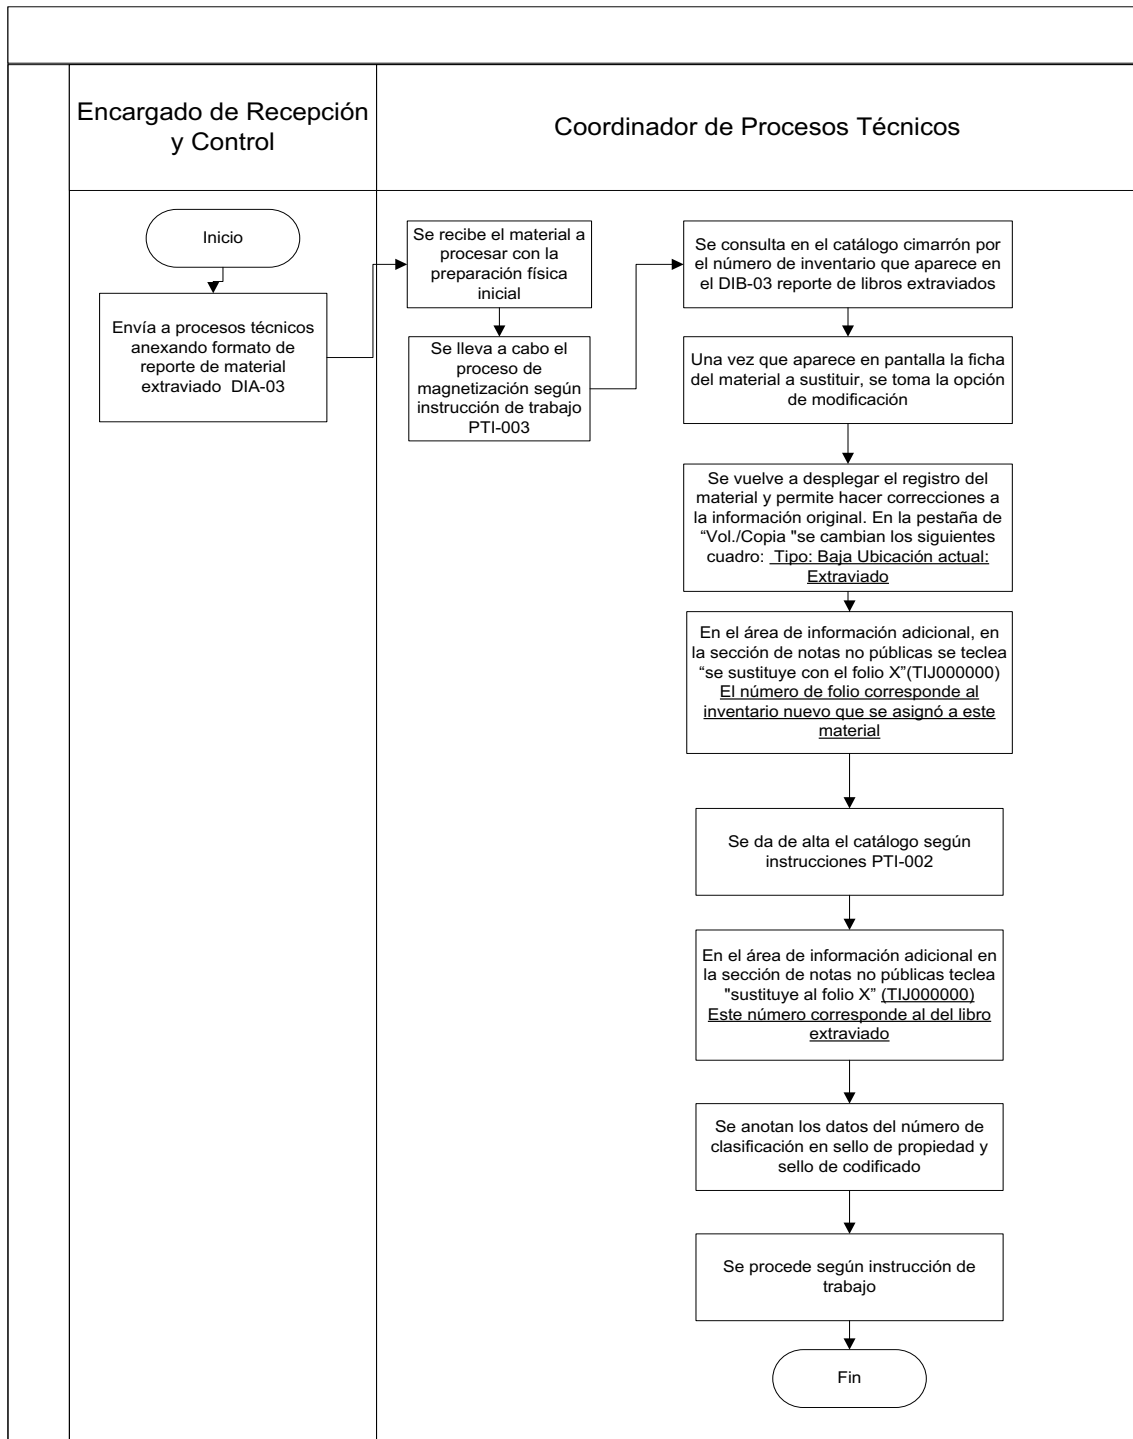 Encargado de Recepción
y Control
Coordinador de Procesos Técnicos
Inicio
Envía a procesos técnicos
anexando formato de
reporte de material
extraviado  DIA-03
Se recibe el material a
procesar con la
preparación física
inicial
Se lleva a cabo el
proceso de
magnetización según
instrucción de trabajo
PTI-003
Se consulta en el catálogo cimarrón por
el número de inventario que aparece en
el DIB-03 reporte de libros extraviados
Una vez que aparece en pantalla la ficha
del material a sustituir, se toma la opción
de modificación
Se vuelve a desplegar el registro del
material y permite hacer correcciones a
la información original. En la pestaña de
“Vol./Copia "se cambian los siguientes
cuadro:  Tipo: Baja Ubicación actual:
Extraviado
En el área de información adicional, en
la sección de notas no públicas se teclea
“se sustituye con el folio X”(TIJ000000)
El número de folio corresponde al
inventario nuevo que se asignó a este
material
Se da de alta el catálogo según
instrucciones PTI-002
En el área de información adicional en
la sección de notas no públicas teclea
"sustituye al folio X” (TIJ000000)
Este número corresponde al del libro
extraviado
Se anotan los datos del número de
clasificación en sello de propiedad y
sello de codificado
Se procede según instrucción de
trabajo
Fin